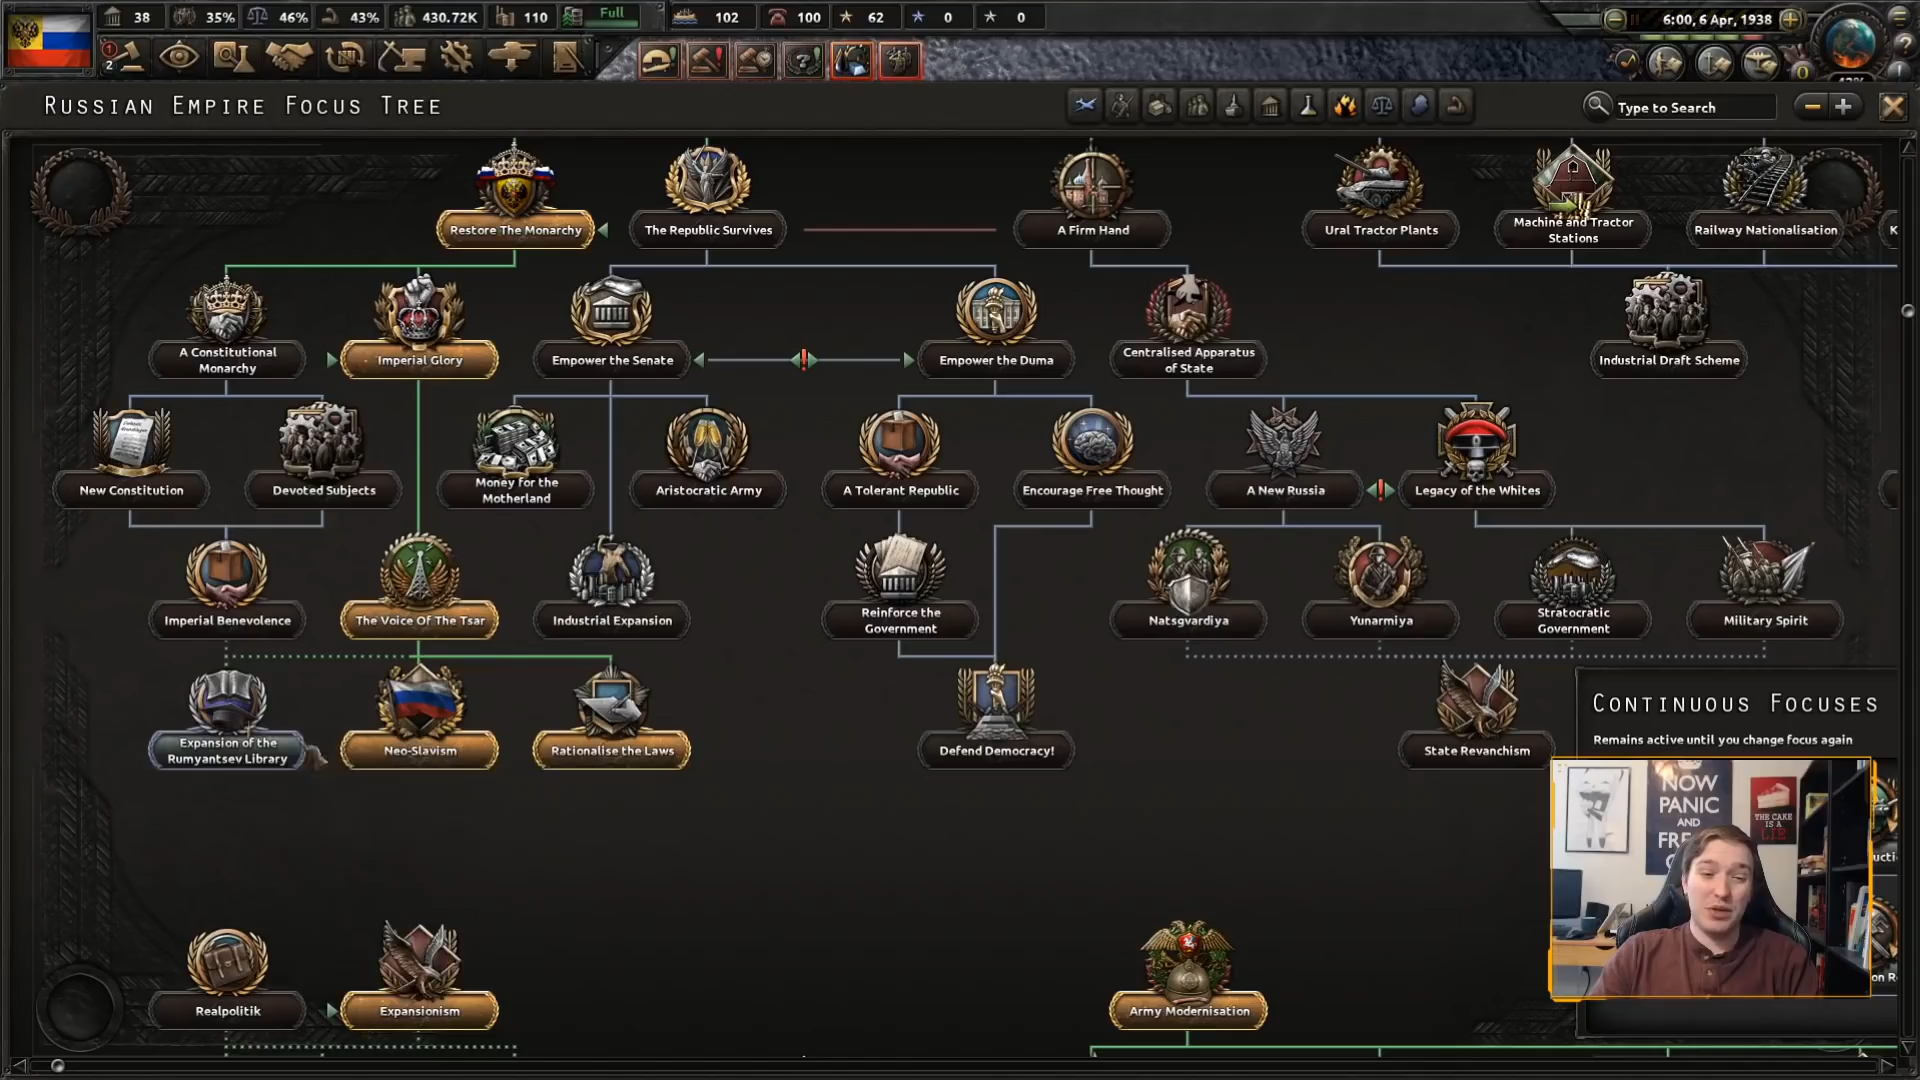 38
35%
46%
43%
430.72K
110
Full
102
100
62
0
0
6:00, 6 Apr, 1938
1
2
0
Russian Empire Focus Tree
Type to Search
Restore The Monarchy
The Republic Survives
A Firm Hand
Ural Tractor Plants
Machine and Tractor
Stations
Railway Nationalisation
K
A Constitutional
Monarchy
Imperial Glory
Empower the Senate
Empower the Duma
Centralised Apparatus
of State
Industrial Draft Scheme
New Constitution
Devoted Subjects
Money for the
Motherland
Aristocratic Army
A Tolerant Republic
Encourage Free Thought
A New Russia
Legacy of the Whites
Imperial Benevolence
The Voice Of The Tsar
Industrial Expansion
Reinforce the
Government
Natsgvardiya
Yunarmiya
Stratocratic
Government
Military Spirit
Expansion of the
Rumyantsev Library
Neo-Slavism
Rationalise the Laws
Defend Democracy!
State Revanchism
Continuous Focuses
Remains active until you change focus again
NOW
PANIC
AND
FRE
THE CAKE
IS A
LIE
ucti
on R
Realpolitik
Expansionism
Army Modernisation